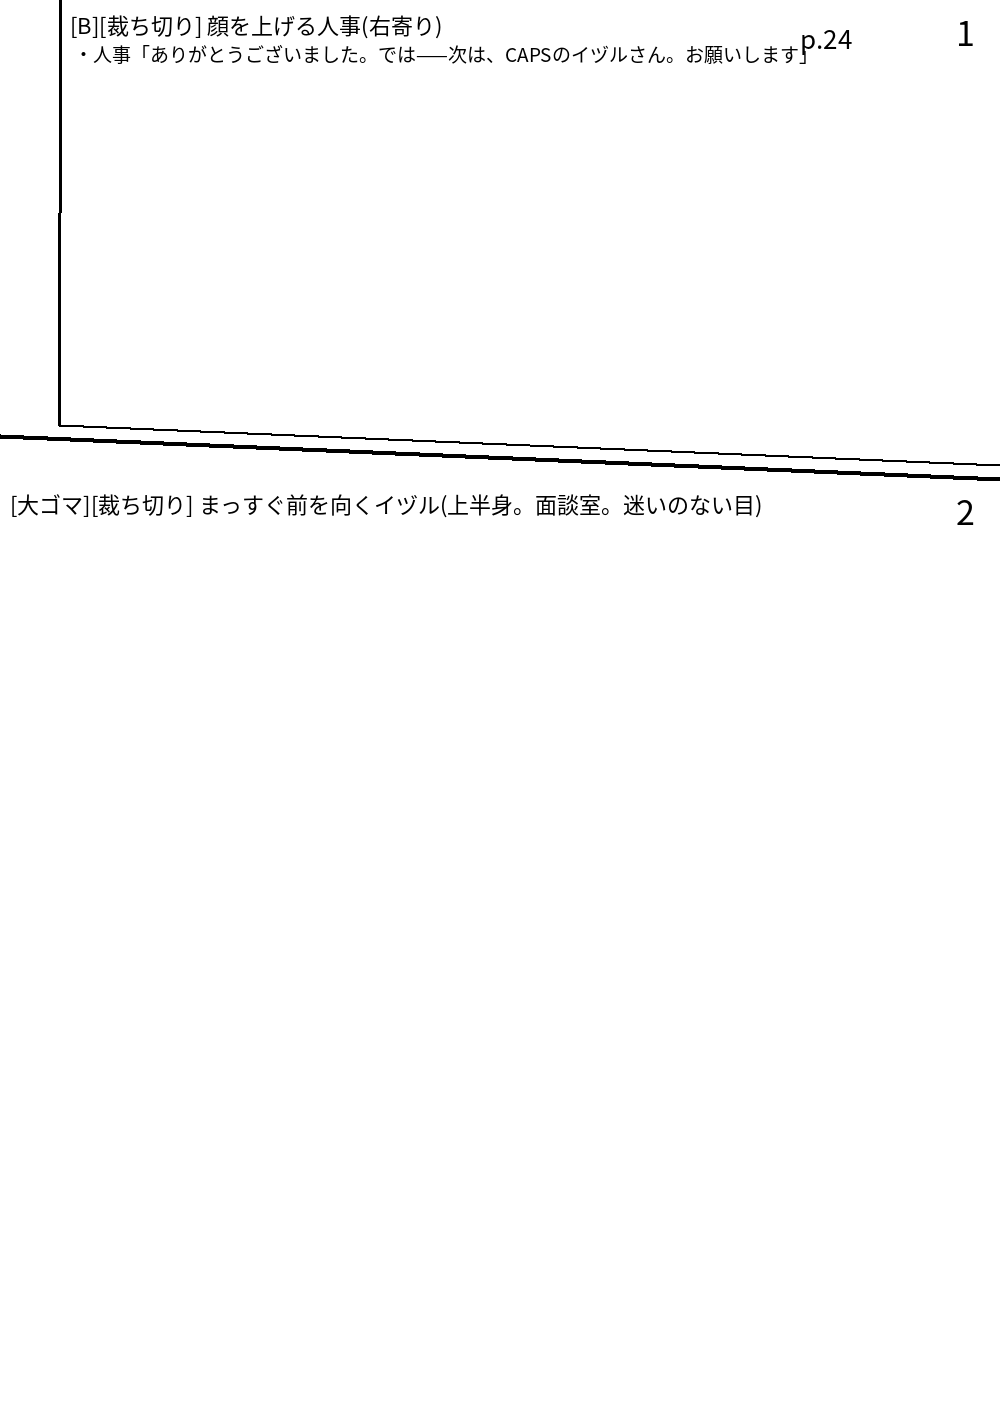 [B][裁ち切り] 顔を上げる人事(右寄り)
・人事「ありがとうございました。では――次は、CAPSのイヅルさん。お願いします」
p.24
1
[大ゴマ][裁ち切り] まっすぐ前を向くイヅル(上半身。面談室。迷いのない目)
2